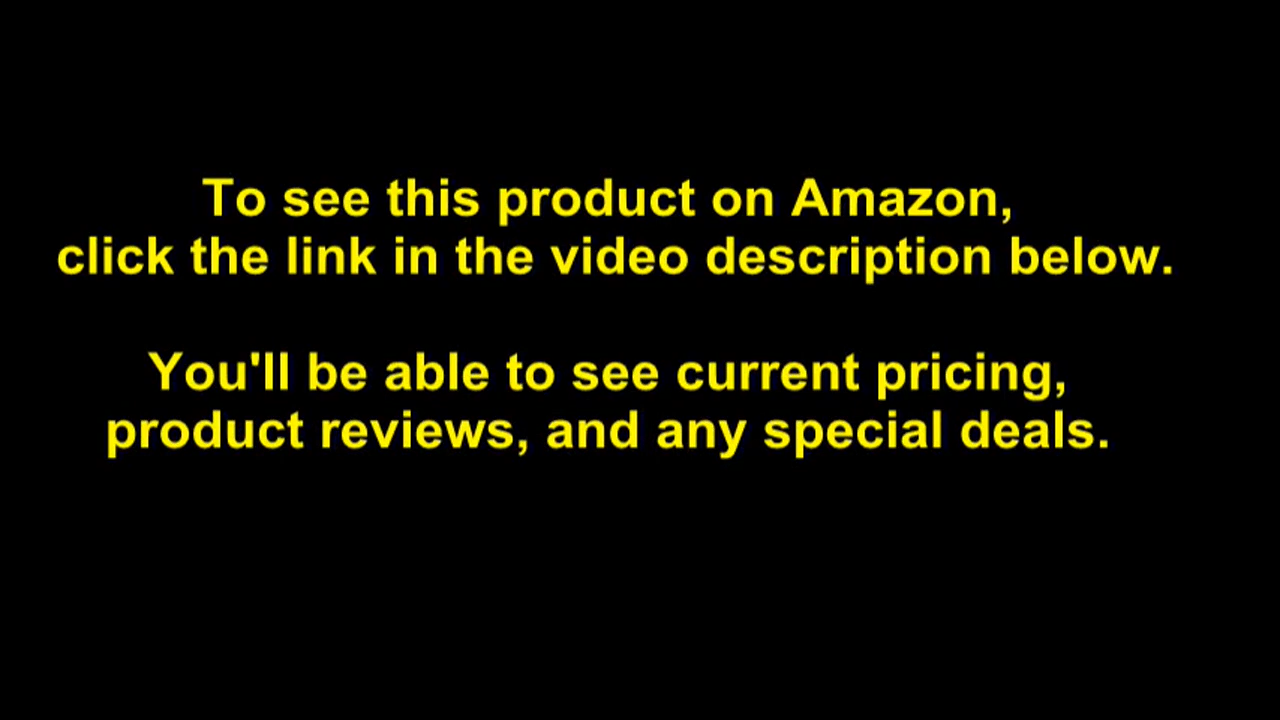 To see this product on Amazon,
click the link in the video description below.
You'll be able to see current pricing,
product reviews, and any special deals.